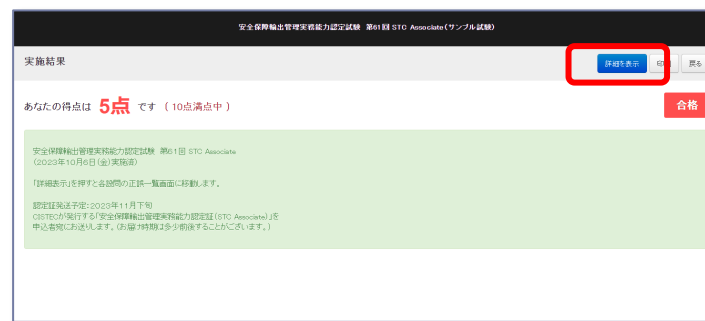 安全保障輸出管理実務能力認定試験 第61回 STC Associate(サンプル試験)
実施結果
詳細を表示
戻る
あなたの得点は 5点 です ( 10点満点中 )
合格
安全保障輸出管理実務能力認定試験 第61回 STC Associate
(2023年10月6日(金)実施済)
「詳細表示」を押すと各設問の正誤一覧画面に移動します。
認定証発送予定:2023年11月下旬
CISTECが発行する「安全保障輸出管理実務能力認定証(STC Associate)」を
申込者宛にお送りします。(お届け時期は多少前後することがございます。)